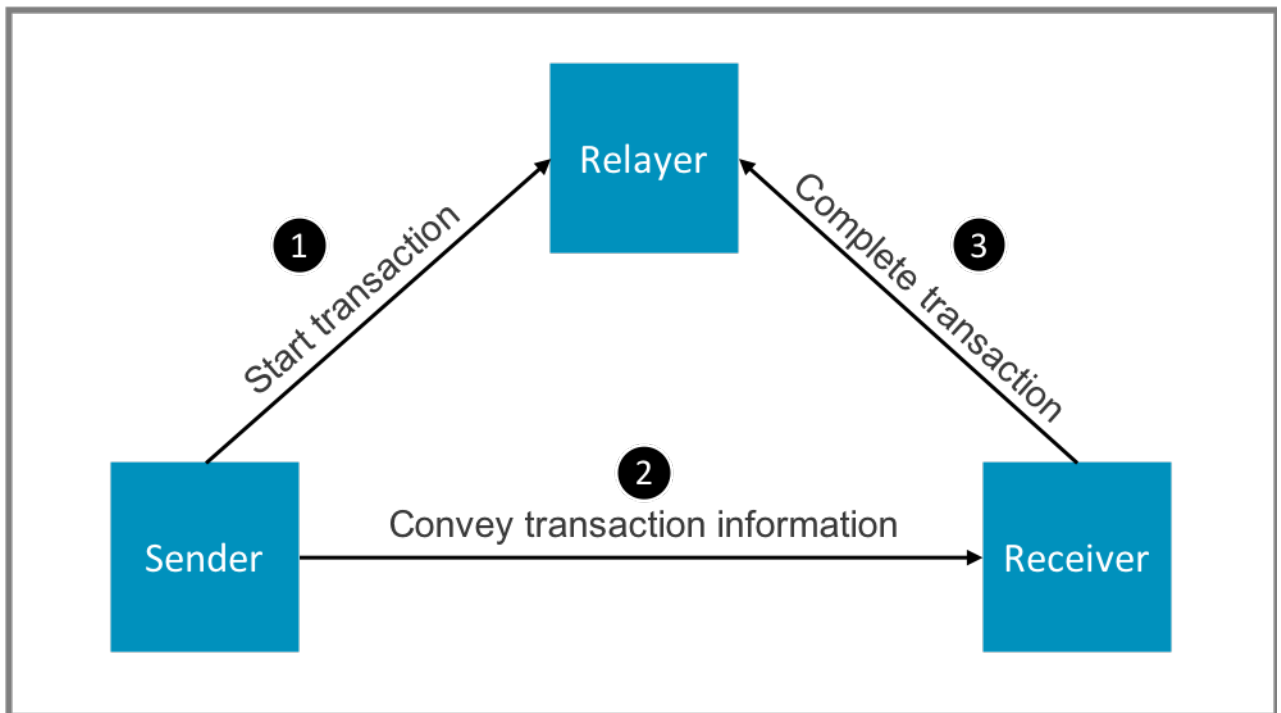 Relayer
1
Start transaction
Complete transaction
3
2
Convey transaction information
Sender
Receiver